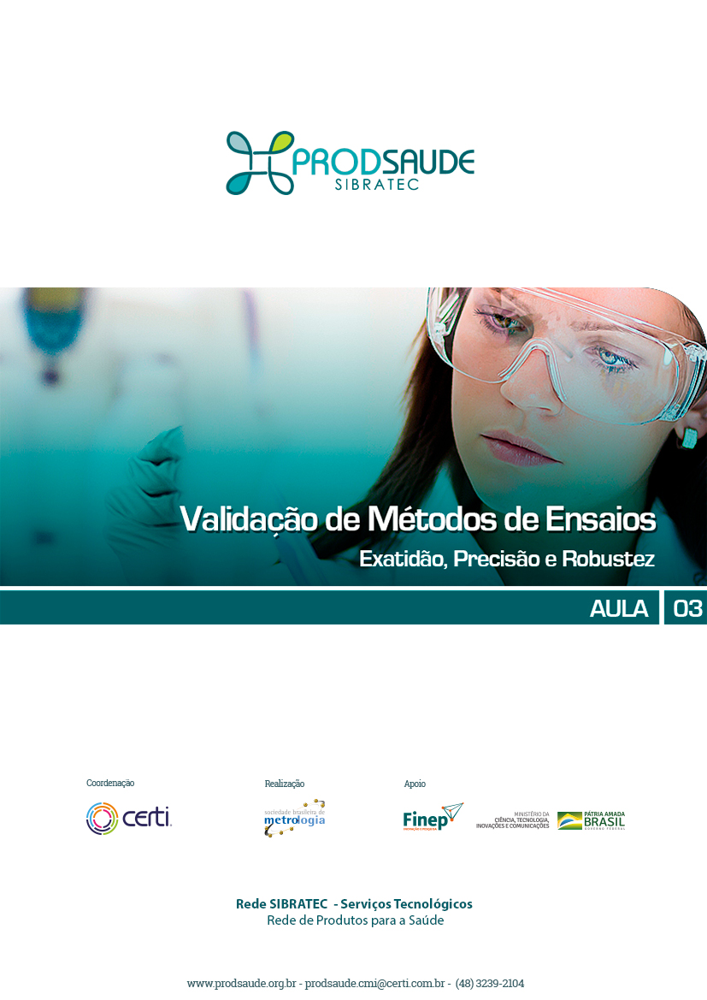 PRODSAUDE
SIBRATEC
Validação de Métodos de Ensaios
Exatidão, Precisão e Robustez
AULA 03
Coordenação
Realização
Apoio
certi
sociedade brasileira de
metrologia
Finep
INOVAÇÃO E PESQUISA
MINISTÉRIO DA
CIÊNCIA, TECNOLOGIA,
INOVAÇÕES E COMUNICAÇÕES
PÁTRIA AMADA
BRASIL
GOVERNO FEDERAL
Rede SIBRATEC - Serviços Tecnológicos
Rede de Produtos para a Saúde
www.prodsaude.org.br - prodsaude.cmi@certi.com.br - (48) 3239-2104